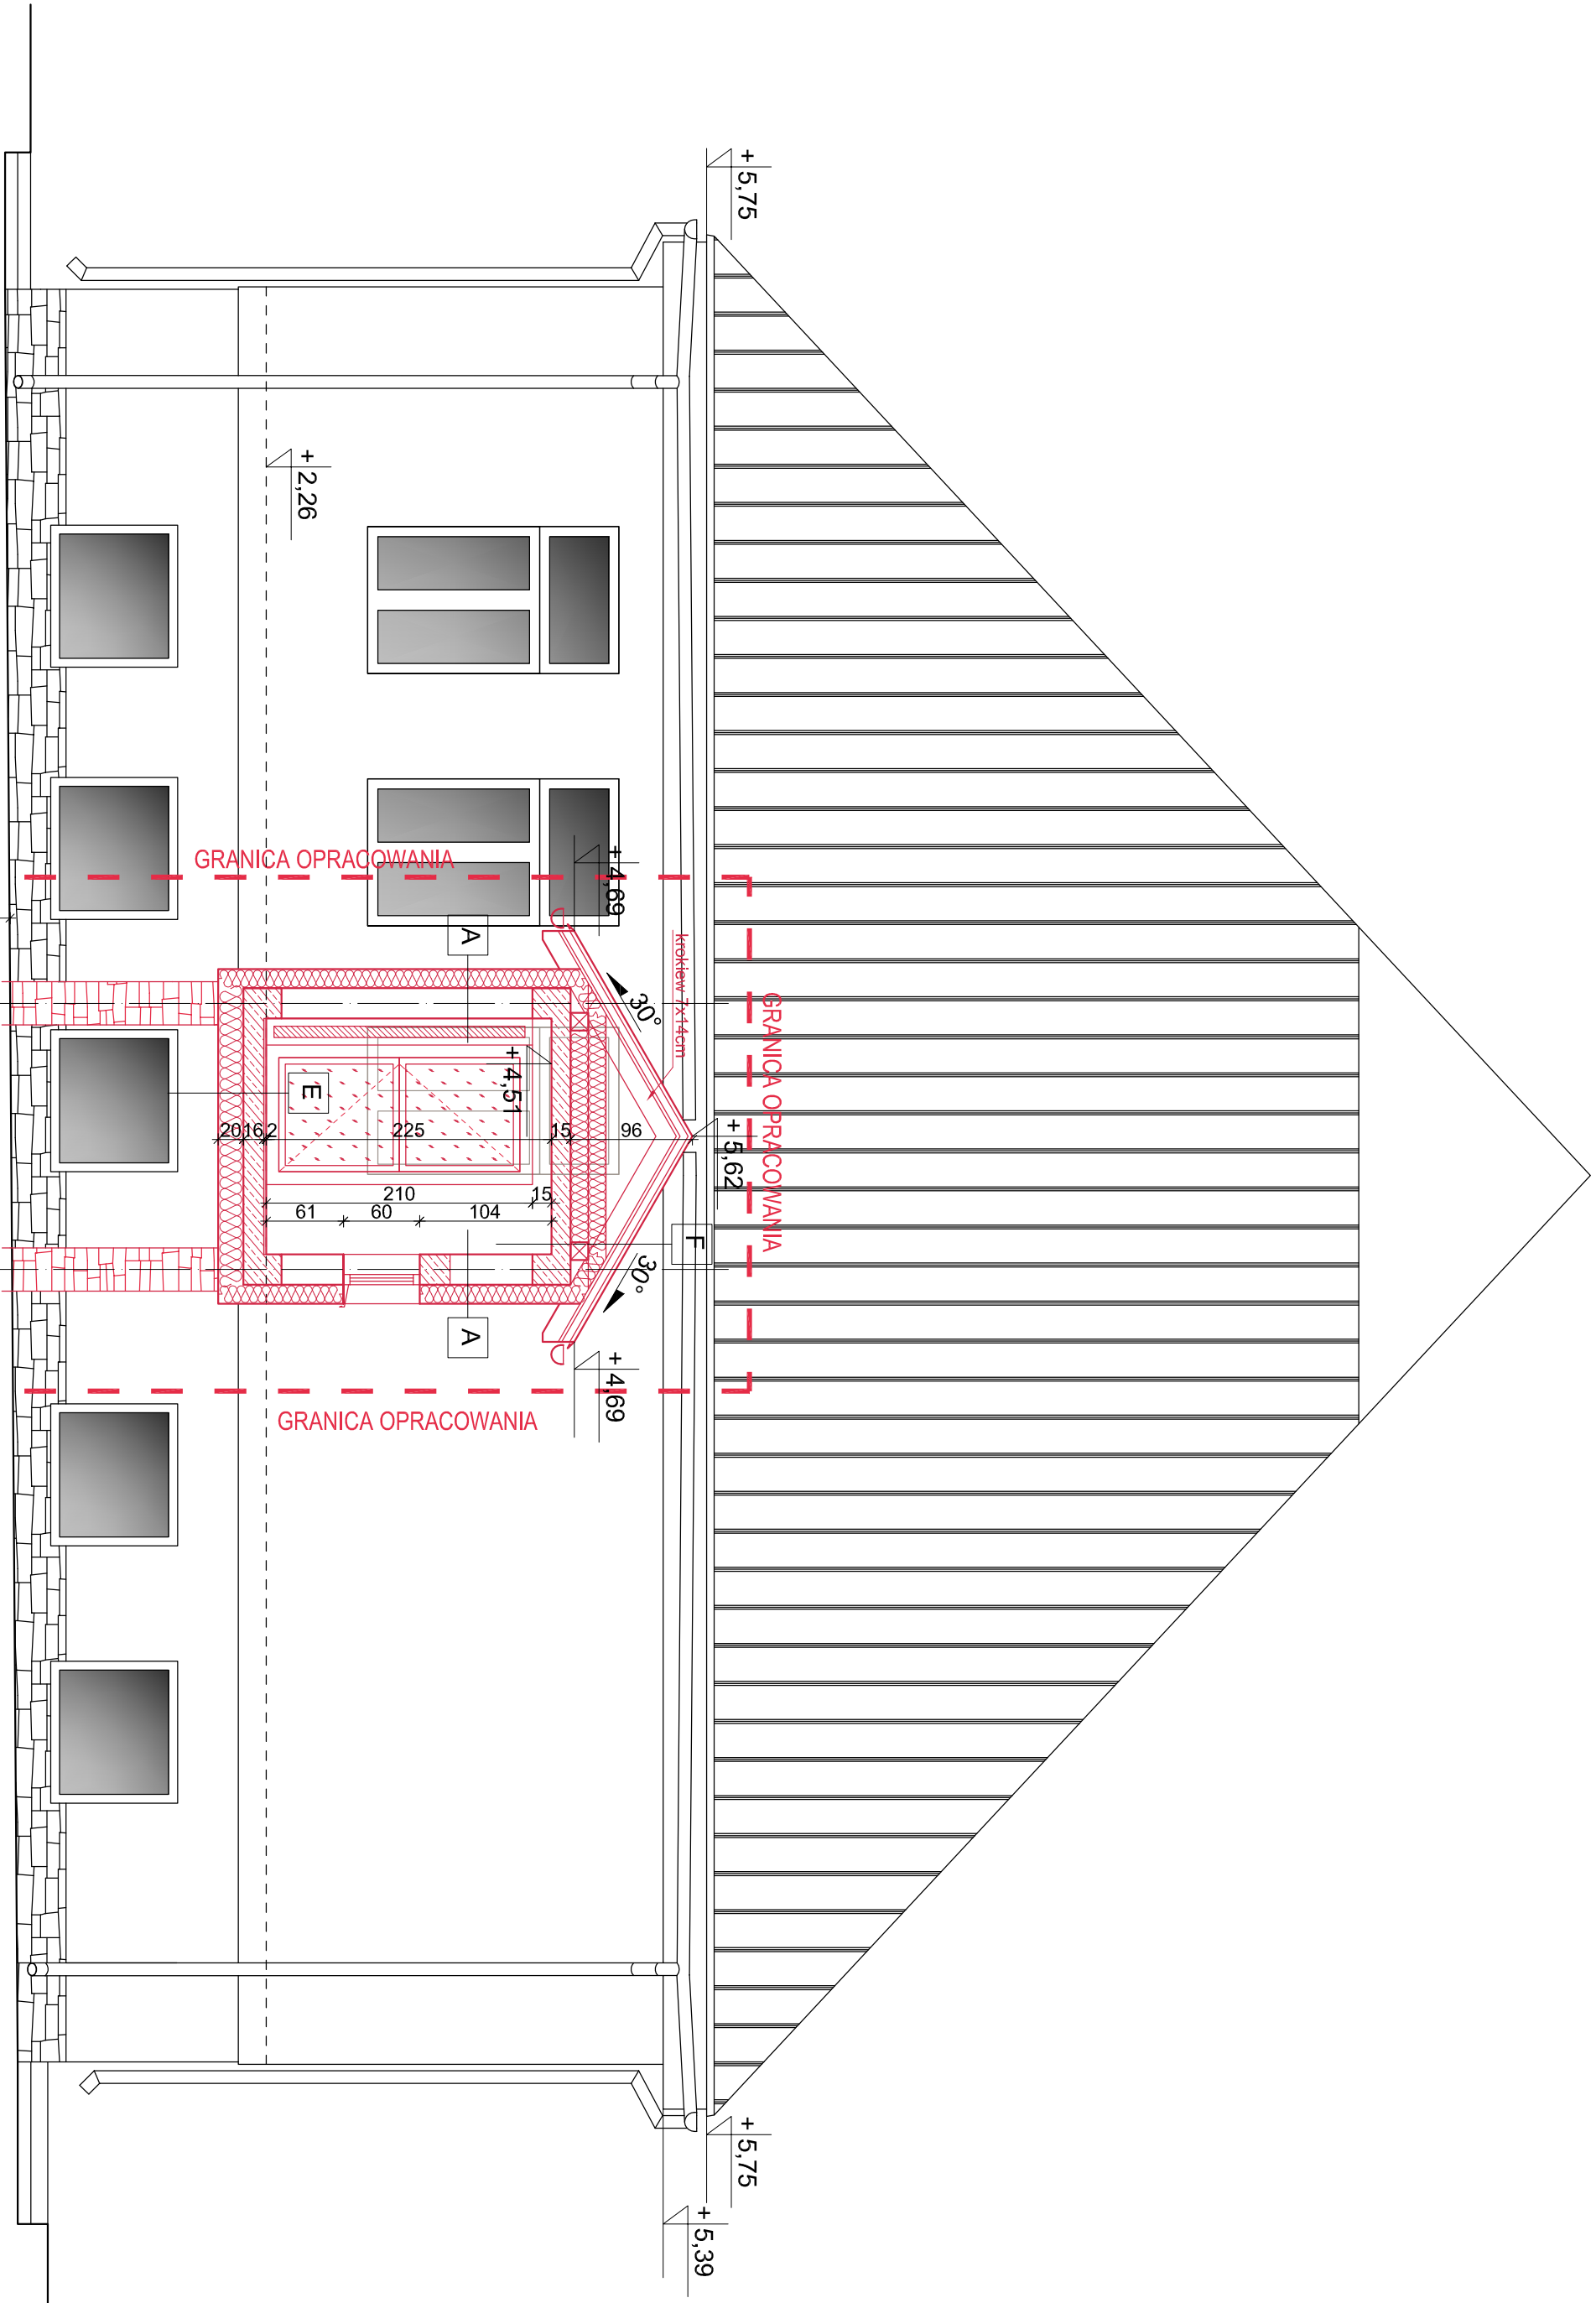 + 5,75
+ 2,26
GRANICA OPRACOWANIA
+ 4,69
A
krokiew 7x14cm
30°
GRANICA OPRACOWANIA
+ 4,51
E
20
16
2
225
15
96
+ 5,62
210
15
61
60
104
F
30°
A
+ 4,69
GRANICA OPRACOWANIA
+ 5,75
+ 5,39